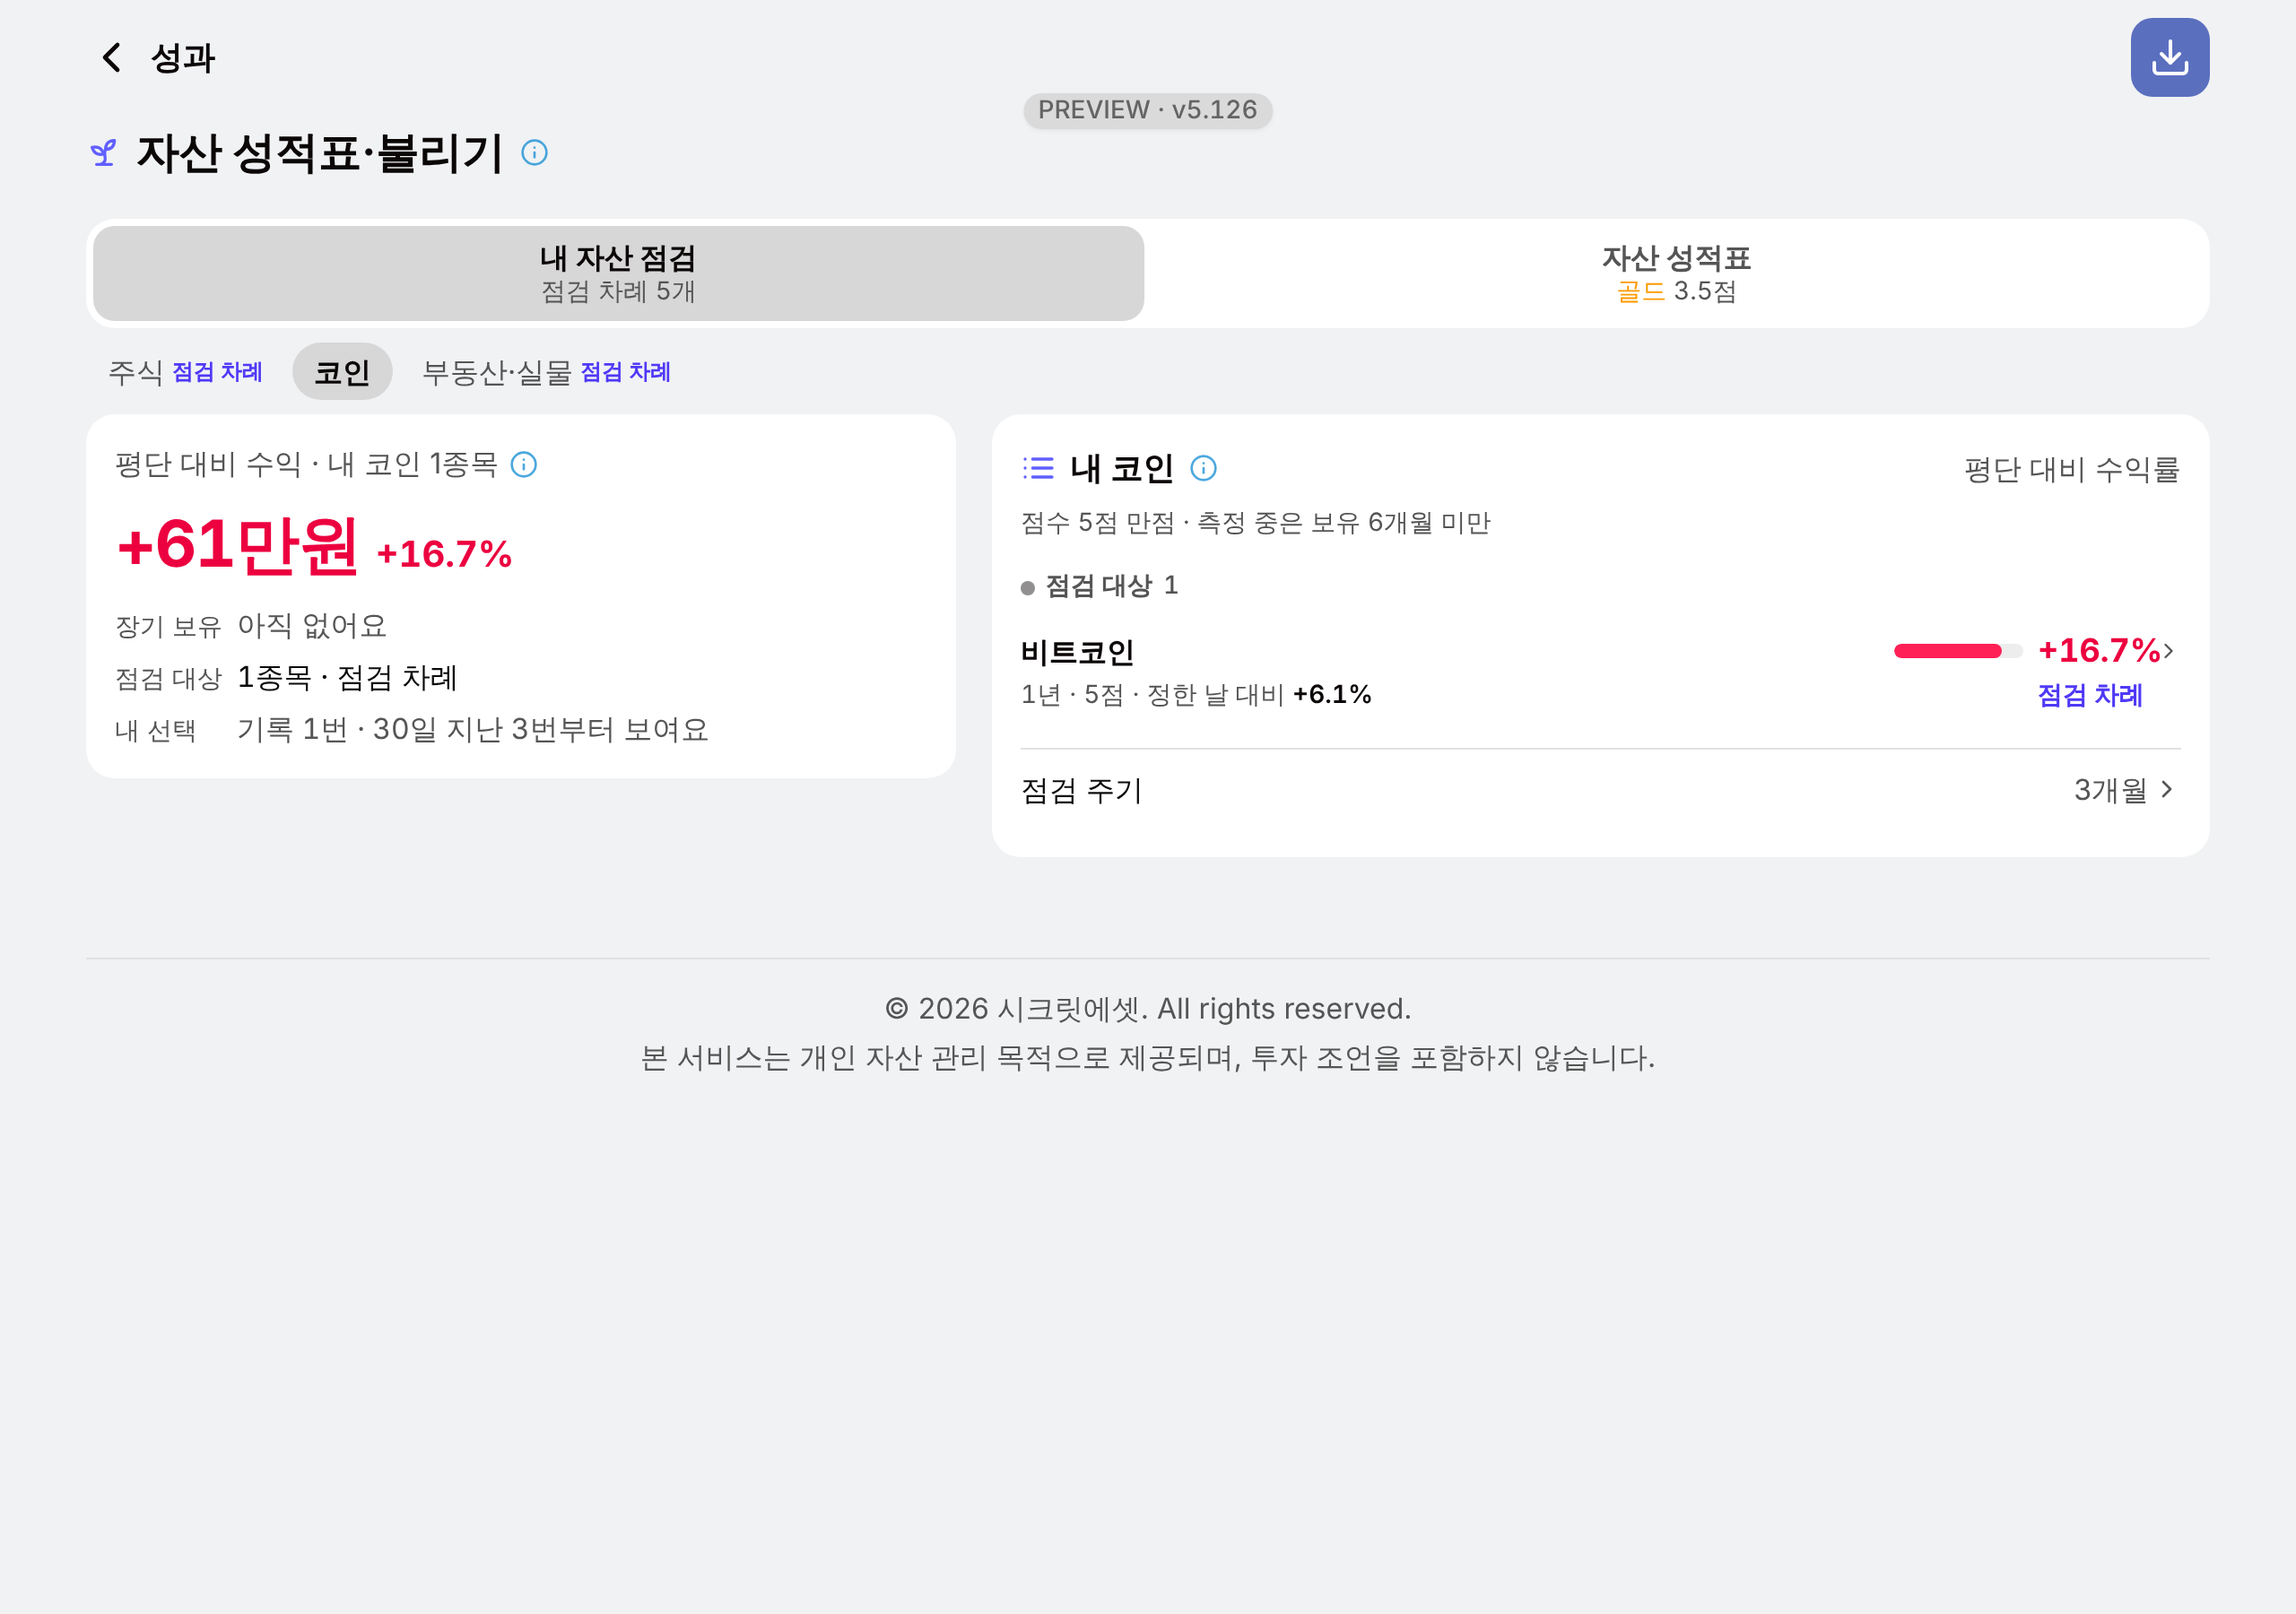 성과
PREVIEW · v5.126
자산 성적표·불리기
내 자산 점검
점검 차례 5개
자산 성적표
골드 3.5점
주식 점검 차례
코인
부동산·실물 점검 차례
평단 대비 수익 · 내 코인 1종목
+61만원 +16.7%
장기 보유 아직 없어요
점검 대상 1종목 · 점검 차례
내 선택 기록 1번 · 30일 지난 3번부터 보여요
내 코인
평단 대비 수익률
점수 5점 만점 · 측정 중은 보유 6개월 미만
점검 대상 1
비트코인
+16.7%
1년 · 5점 · 정한 날 대비 +6.1%
점검 차례
점검 주기
3개월
© 2026 시크릿에셋. All rights reserved.
본 서비스는 개인 자산 관리 목적으로 제공되며, 투자 조언을 포함하지 않습니다.